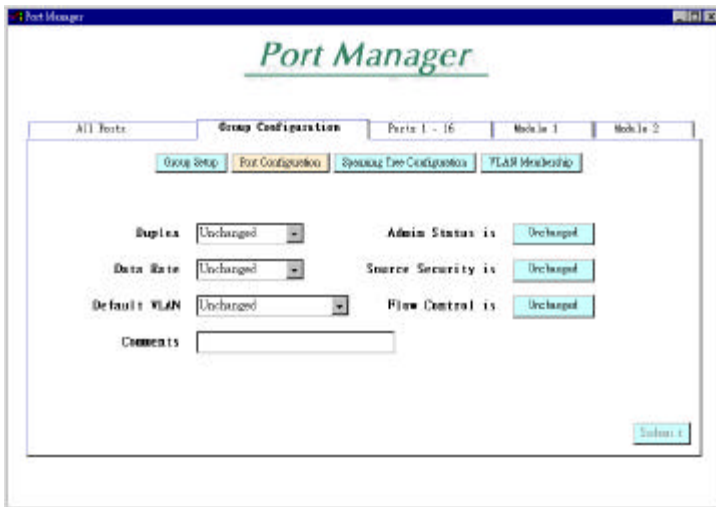 Port Manager
Port Manager
All Ports Group Configuration Ports 1 - 16 Module 1 Module 2
Group Setup Port Configuration Spanning Tree Configuration VLAN Membership
Duplex Unchanged Admin Status is Unchanged
Data Rate Unchanged Source Security is Unchanged
Default VLAN Unchanged Flow Control is Unchanged
Comments
Submit